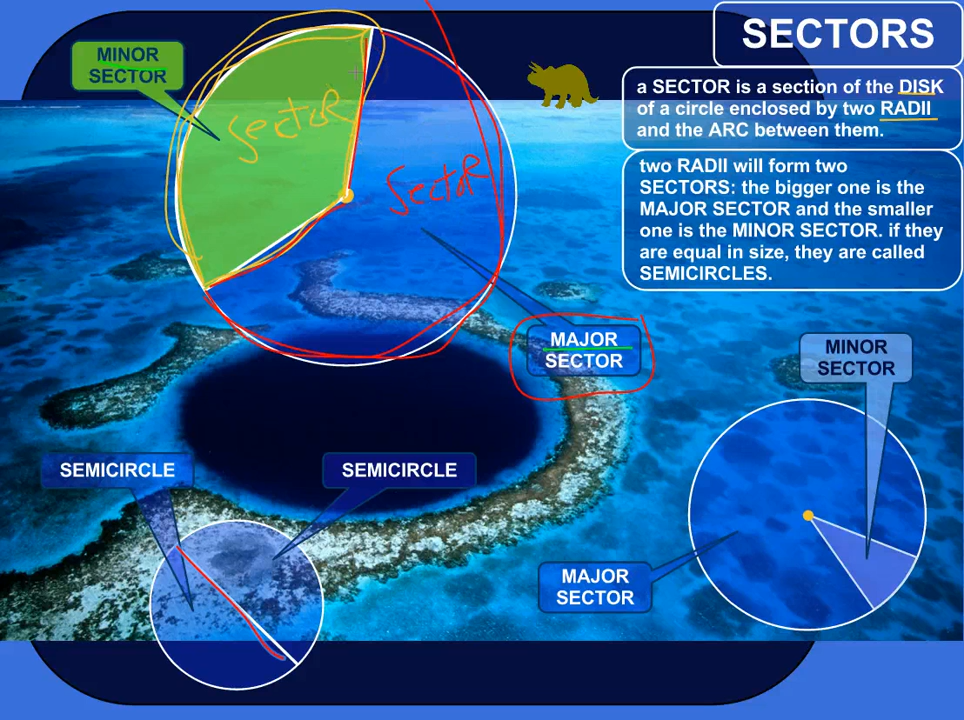 SECTORS
MINOR
SECTOR
a SECTOR is a section of the DISK
of a circle enclosed by two RADII
and the ARC between them.
two RADII will form two
SECTORS: the bigger one is the
MAJOR SECTOR and the smaller
one is the MINOR SECTOR. if they
are equal in size, they are called
SEMICIRCLES.
SectoR
SectoR
MAJOR
SECTOR
MINOR
SECTOR
SEMICIRCLE
SEMICIRCLE
MAJOR
SECTOR